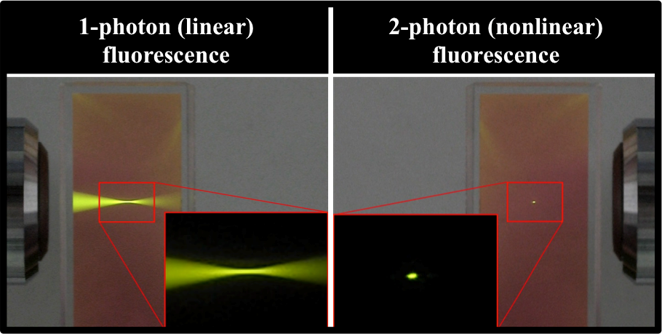 1-photon (linear)
fluorescence
2-photon (nonlinear)
fluorescence